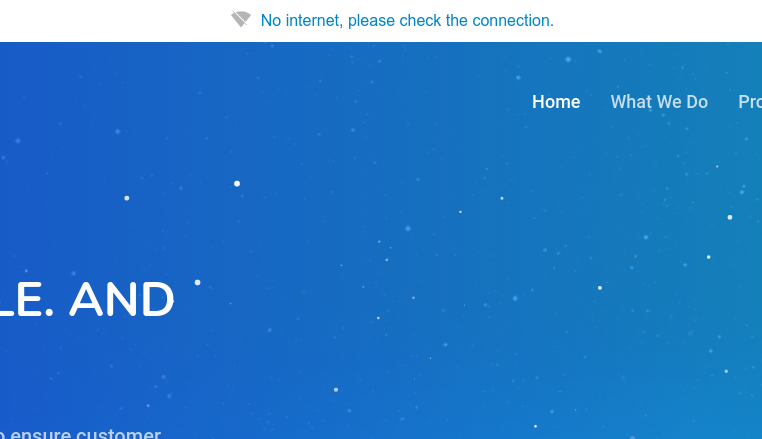 No internet, please check the connection.
Home What We Do Pro
LE. AND
o ensure customer